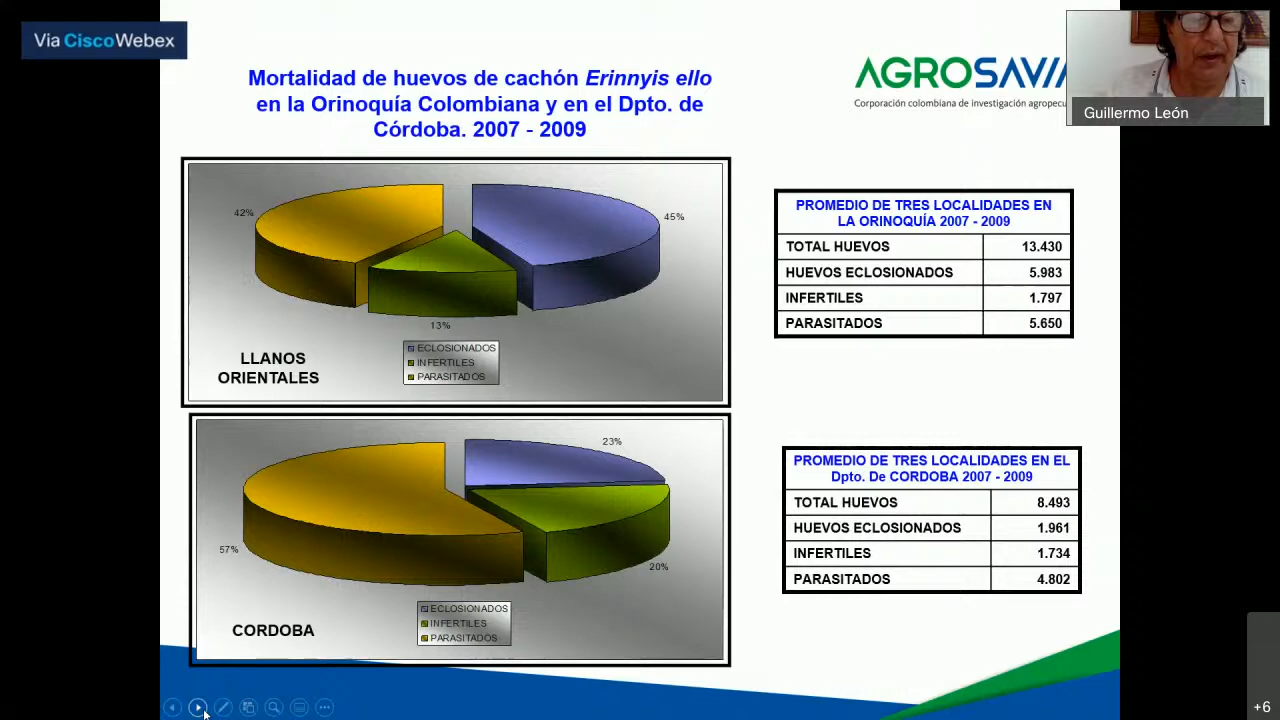 Via CiscoWebex
Mortalidad de huevos de cachón Erinnyis ello
en la Orinoquía Colombiana y en el Dpto. de
Córdoba. 2007 - 2009
AGROSAVIA
Corporación colombiana de investigación
Guillermo León
42%
45%
13%
LLANOS
ORIENTALES
ECLOSIONADOS
INFERTILES
PARASITADOS
PROMEDIO DE TRES LOCALIDADES EN
LA ORINOQUÍA 2007 - 2009
TOTAL HUEVOS 13.430
HUEVOS ECLOSIONADOS 5.983
INFERTILES 1.797
PARASITADOS 5.650
23%
57%
20%
CORDOBA
ECLOSIONADOS
INFERTILES
PARASITADOS
PROMEDIO DE TRES LOCALIDADES EN EL
Dpto. De CORDOBA 2007 - 2009
TOTAL HUEVOS 8.493
HUEVOS ECLOSIONADOS 1.961
INFERTILES 1.734
PARASITADOS 4.802
+6